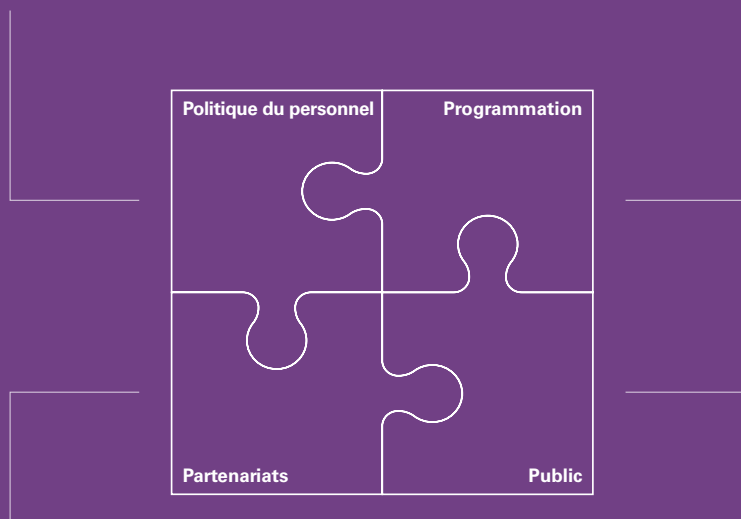 Politique du personnel
Programmation
Partenariats
Public